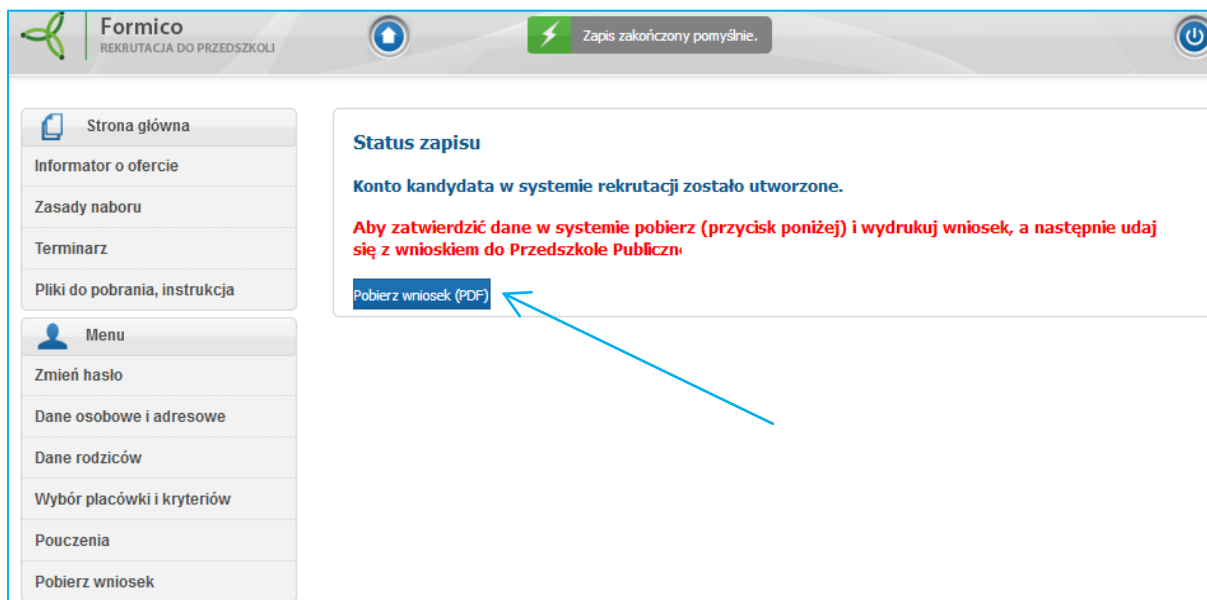 Formico
REKRUTACJA DO PRZEDSZKOLI
Zapis zakończony pomyślnie.
Strona główna
Informator o ofercie
Zasady naboru
Terminarz
Pliki do pobrania, instrukcja
Menu
Zmień hasło
Dane osobowe i adresowe
Dane rodziców
Wybór placówki i kryteriów
Pouczenia
Pobierz wniosek
Status zapisu
Konto kandydata w systemie rekrutacji zostało utworzone.
Aby zatwierdzić dane w systemie pobierz (przycisk poniżej) i wydrukuj wniosek, a następnie udaj
się z wnioskiem do Przedszkole Publiczn
Pobierz wniosek (PDF)